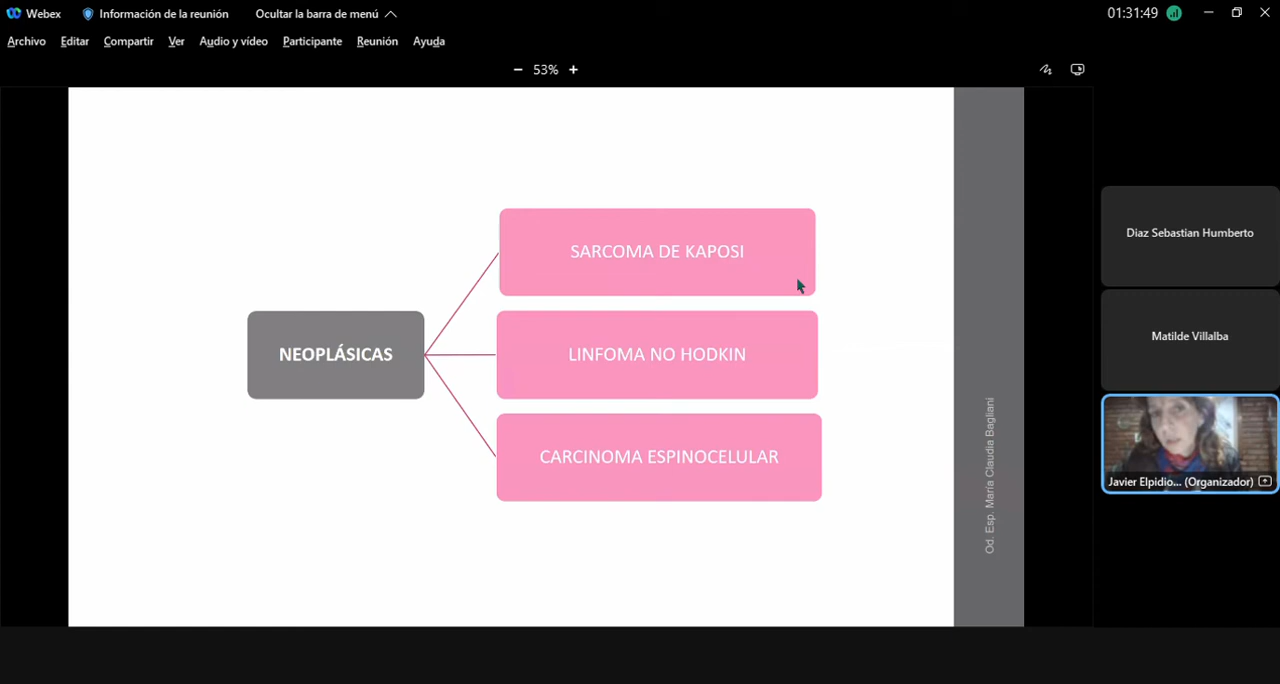 Webex
Información de la reunión
Ocultar la barra de menú
01:31:49
Archivo Editar Compartir Ver Audio y vídeo Participante Reunión Ayuda
53%
SARCOMA DE KAPOSI
NEOPLÁSICAS
LINFOMA NO HODKIN
CARCINOMA ESPINOCELULAR
Od. Esp. María Claudia Bagliani
Diaz Sebastian Humberto
Matilde Villalba
Javier Elpidio... (Organizador)